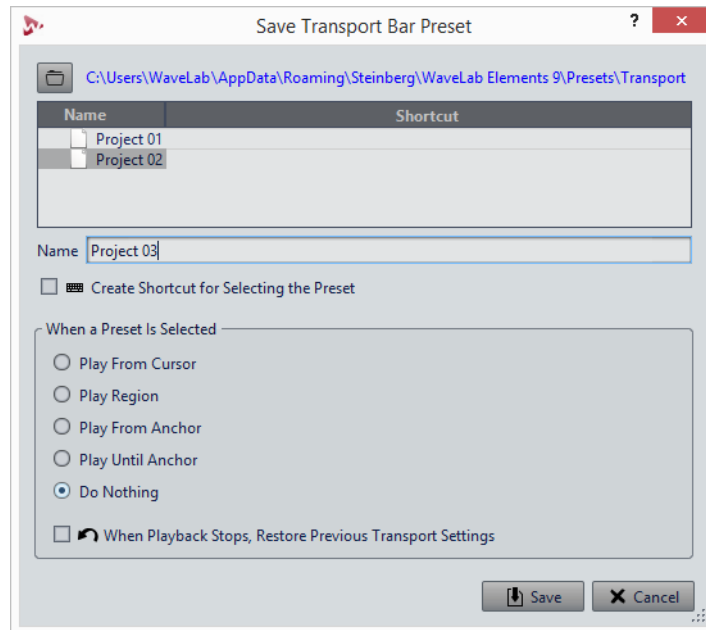 Save Transport Bar Preset
?
C:\Users\WaveLab\AppData\Roaming\Steinberg\WaveLab Elements 9\Presets\Transport
Name Shortcut
Project 01
Project 02
Name Project 03
Create Shortcut for Selecting the Preset
When a Preset Is Selected
Play From Cursor
Play Region
Play From Anchor
Play Until Anchor
Do Nothing
When Playback Stops, Restore Previous Transport Settings
Save Cancel